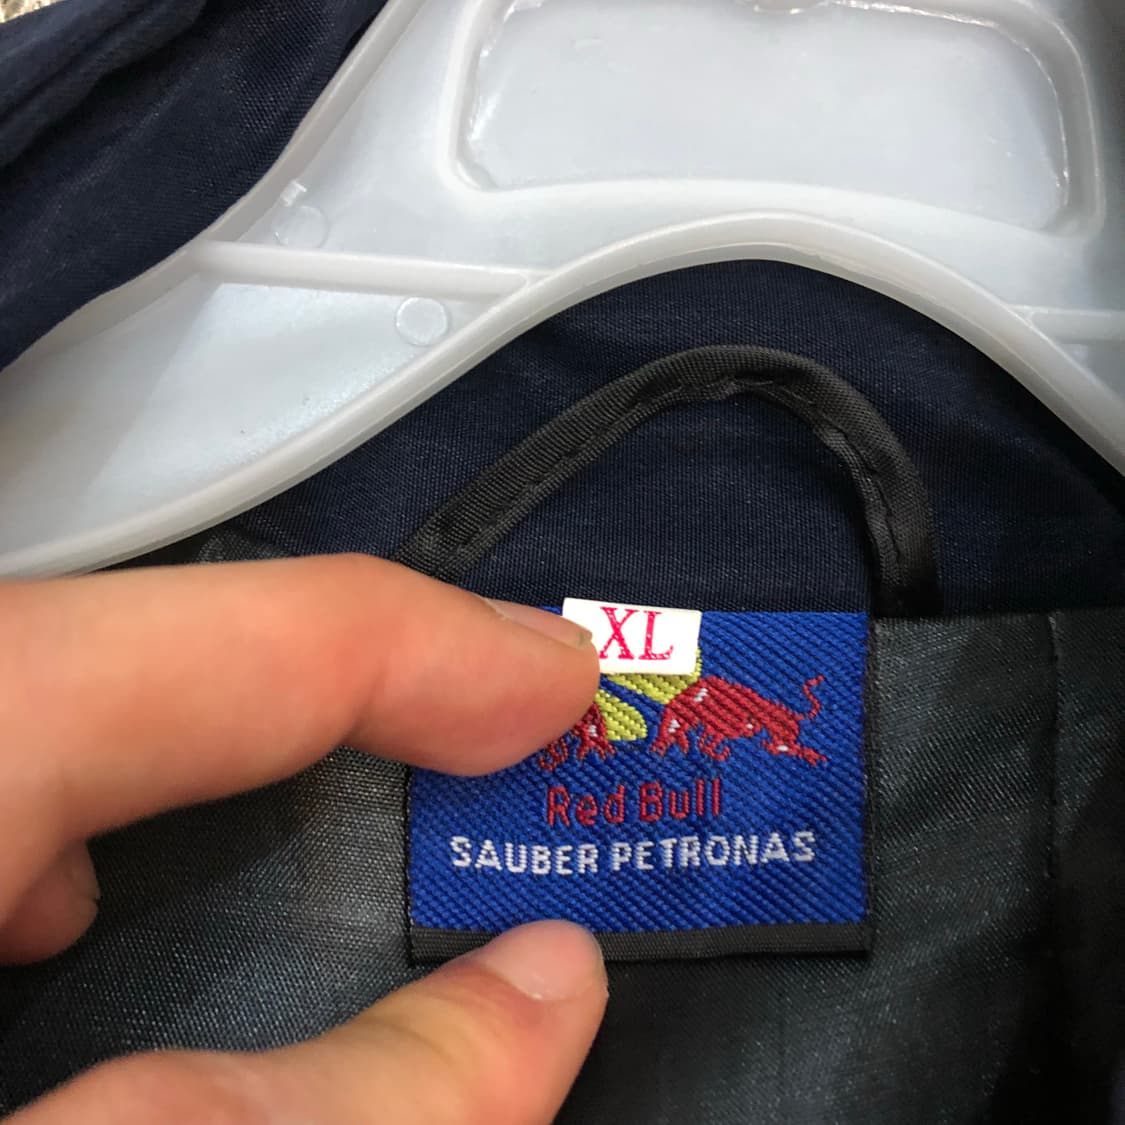 XL
Red Bull
SAUBER PETRONAS